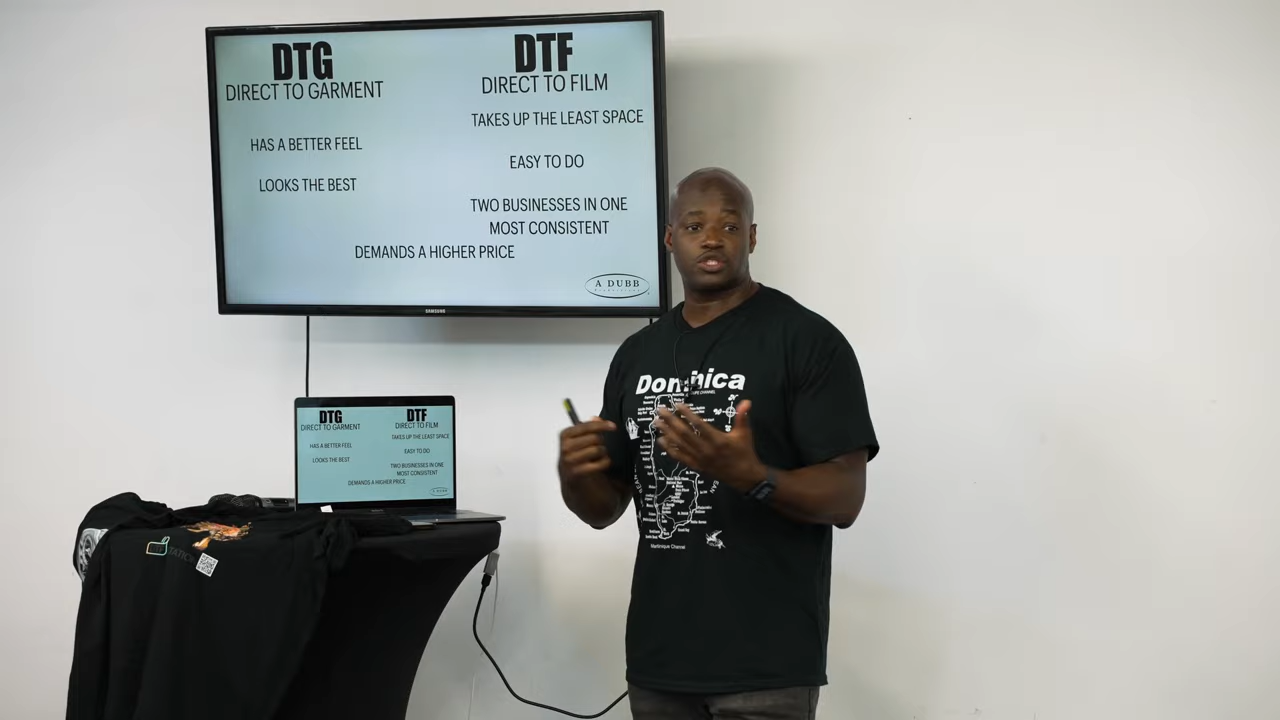 DTG
DIRECT TO GARMENT
HAS A BETTER FEEL
LOOKS THE BEST
DTF
DIRECT TO FILM
TAKES UP THE LEAST SPACE
EASY TO DO
TWO BUSINESSES IN ONE
MOST CONSISTENT
DEMANDS A HIGHER PRICE
A DUBB
SAMSUNG
DTG
DIRECT TO GARMENT
HAS A BETTER FEEL
LOOKS THE BEST
DTF
DIRECT TO FILM
TAKES UP THE LEAST SPACE
EASY TO DO
TWO BUSINESSES IN ONE
MOST CONSISTENT
DEMANDS A HIGHER PRICE
Dominica
Martinique Channel